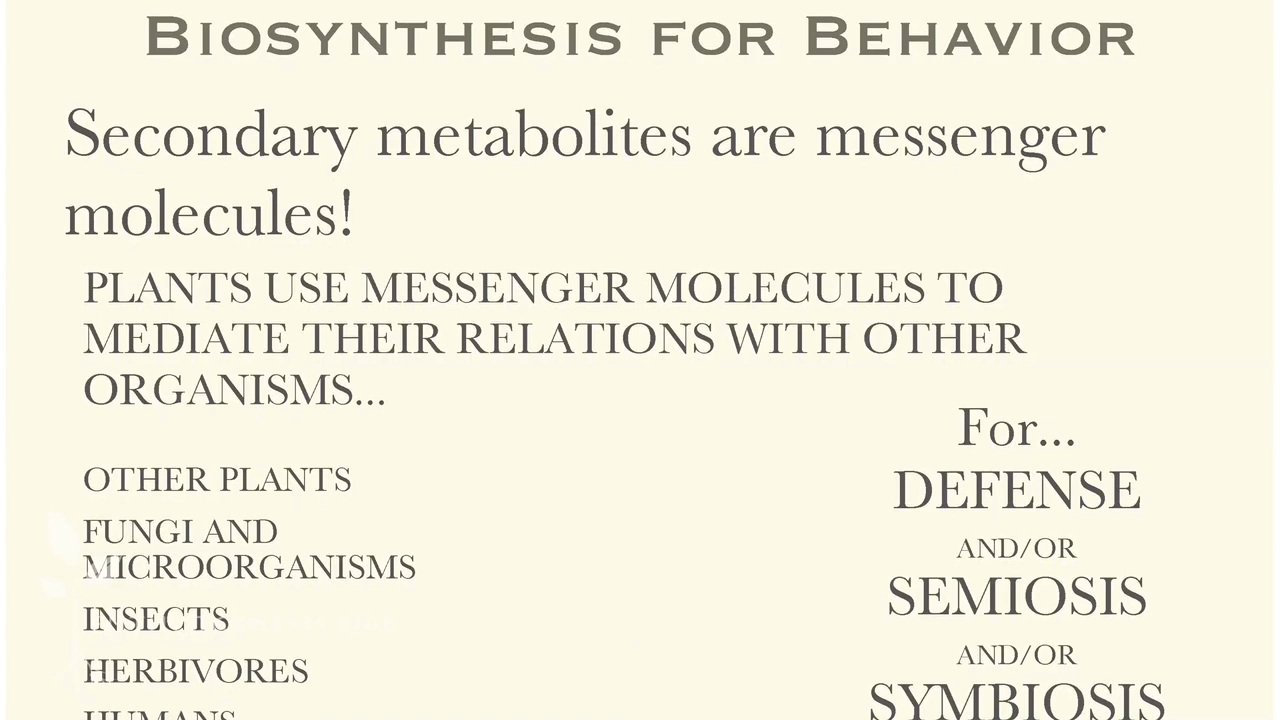 BIOSYNTHESIS FOR BEHAVIOR
Secondary metabolites are messenger
molecules!
PLANTS USE MESSENGER MOLECULES TO
MEDIATE THEIR RELATIONS WITH OTHER
ORGANISMS...
OTHER PLANTS
FUNGI AND
MICROORGANISMS
INSECTS
HERBIVORES
HUMANS
For...
DEFENSE
AND/OR
SEMIOSIS
AND/OR
SYMBIOSIS